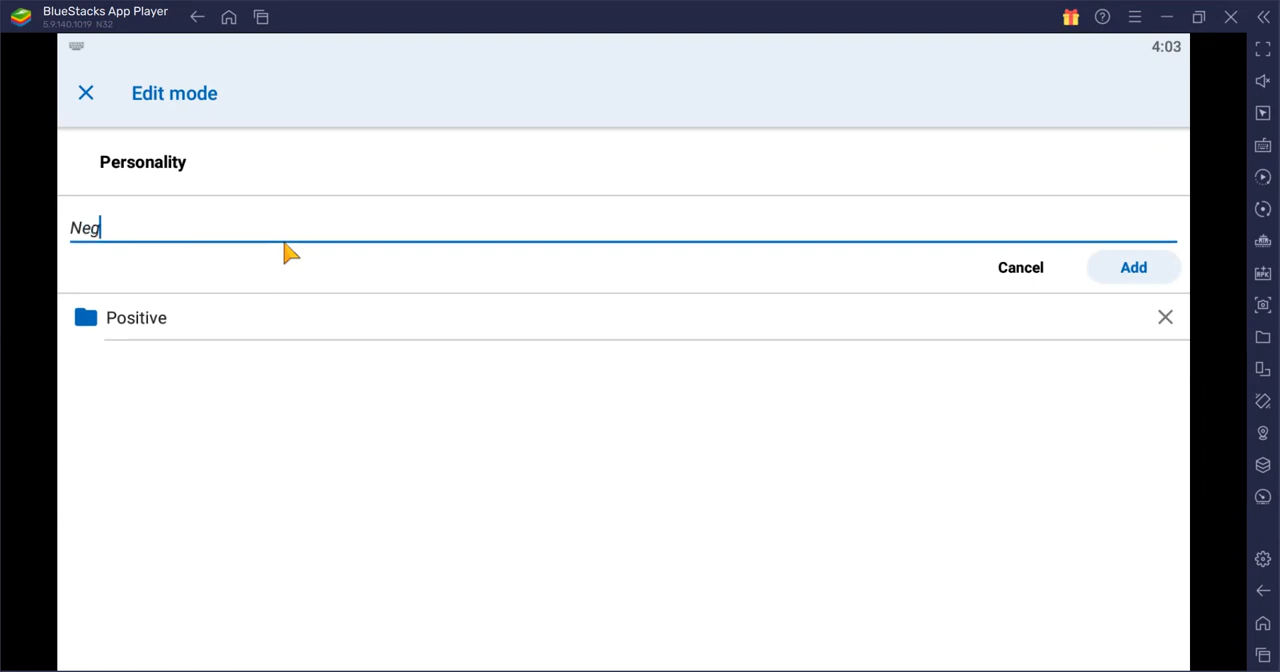 BlueStacks App Player
5.9.140.1019 N32
4:03
Edit mode
Personality
Neg
Cancel
Add
Positive